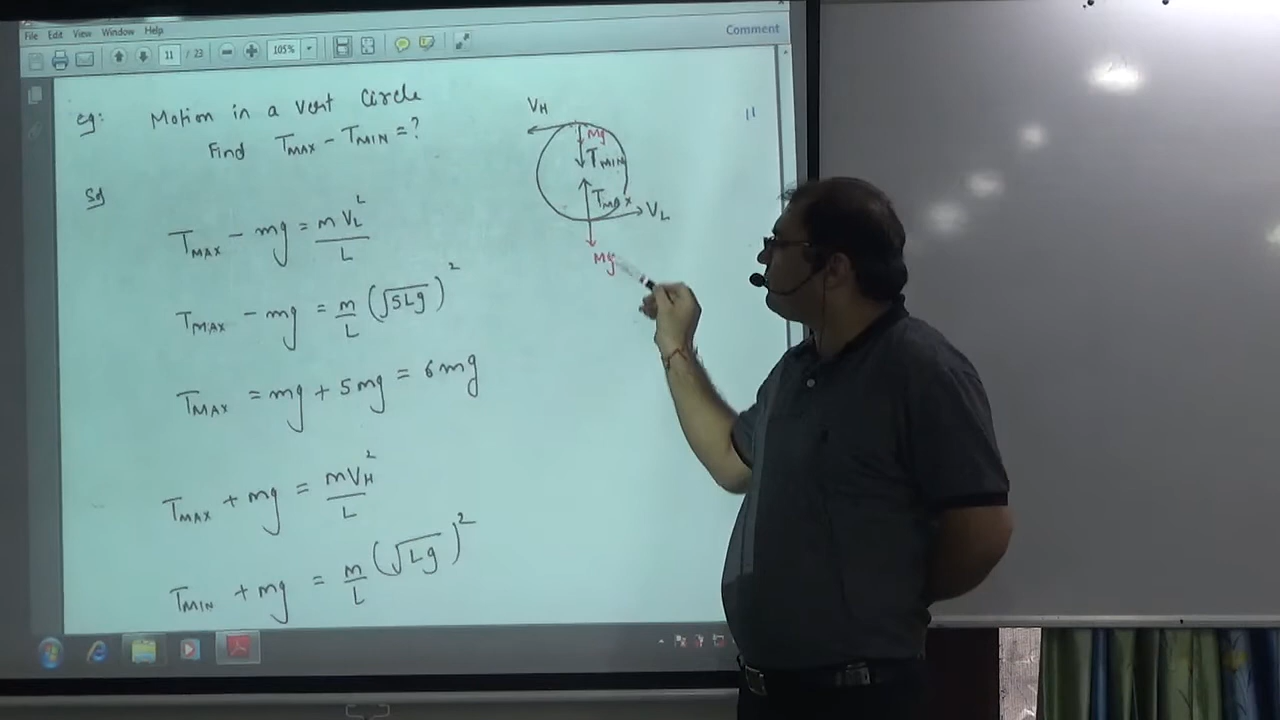 File Edit View Window Help
Comment
11 / 23
105%
eg: Motion in a Vert Circle
Find T_MAX - T_MIN = ?
11
V_H
Mg
T_MIN
T_Max
V_L
Mg
Sol
T_MAX - mg = m V_L² / L
T_MAX - mg = m/L (√5Lg)²
T_MAX = mg + 5mg = 6mg
T_MAX + mg = mV_H² / L
T_MIN + mg = m/L (√Lg)²